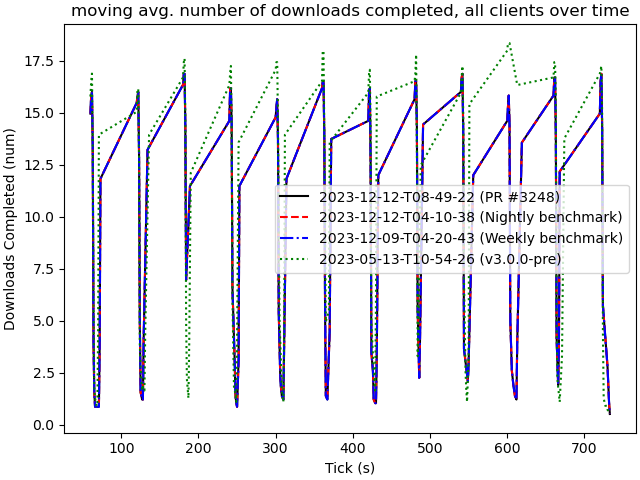 moving avg. number of downloads completed, all clients over time
Downloads Completed (num)
17.5
15.0
12.5
10.0
7.5
5.0
2.5
0.0
2023-12-12-T08-49-22 (PR #3248)
2023-12-12-T04-10-38 (Nightly benchmark)
2023-12-09-T04-20-43 (Weekly benchmark)
2023-05-13-T10-54-26 (v3.0.0-pre)
100 200 300 400 500 600 700
Tick (s)